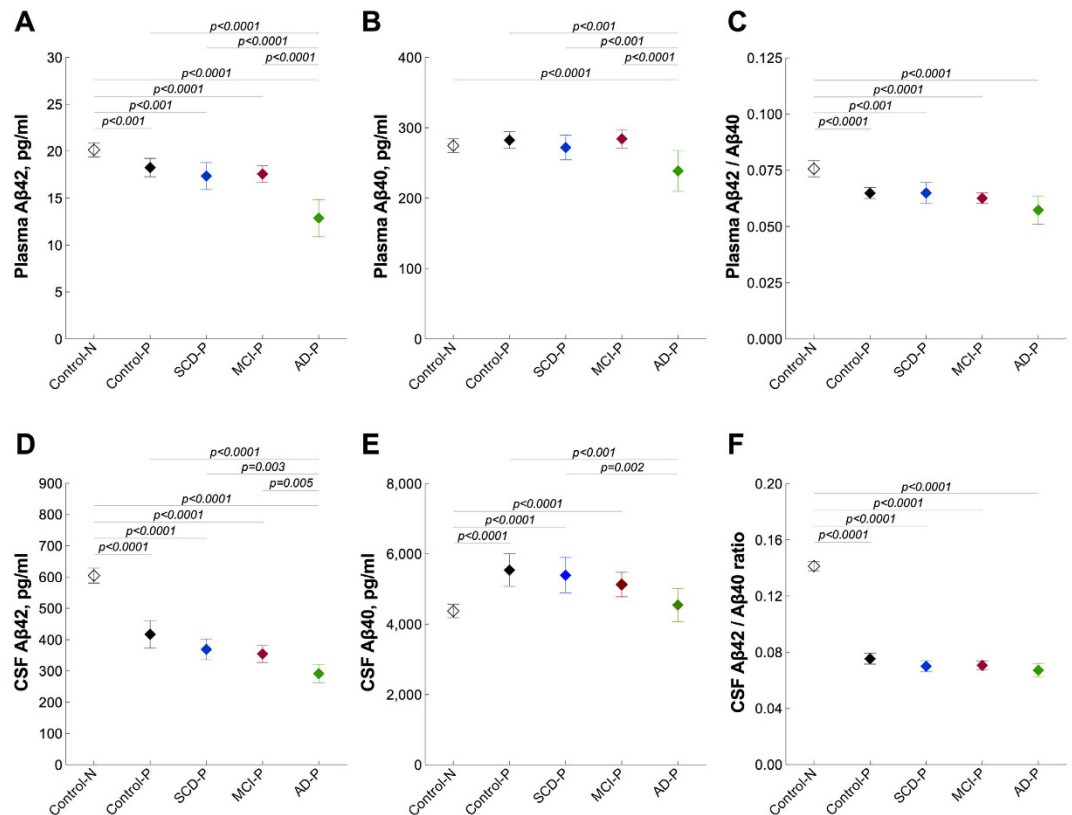 A
p<0.0001
p<0.0001
p<0.0001
p<0.0001
p<0.0001
p<0.001
p<0.001
Plasma Aβ42, pg/ml
30
25
20
15
10
5
0
Control-N
Control-P
SCD-P
MCI-P
AD-P
B
p<0.001
p<0.001
p<0.0001
p<0.0001
Plasma Aβ40, pg/ml
400
300
200
100
0
Control-N
Control-P
SCD-P
MCI-P
AD-P
C
p<0.0001
p<0.0001
p<0.001
p<0.0001
Plasma Aβ42 / Aβ40
0.125
0.100
0.075
0.050
0.025
0.000
Control-N
Control-P
SCD-P
MCI-P
AD-P
D
p<0.0001
p=0.003
p=0.005
p<0.0001
p<0.0001
p<0.0001
p<0.0001
CSF Aβ42, pg/ml
900
800
700
600
500
400
300
200
100
0
Control-N
Control-P
SCD-P
MCI-P
AD-P
E
p<0.001
p=0.002
p<0.0001
p<0.0001
p<0.0001
CSF Aβ40, pg/ml
8,000
6,000
4,000
2,000
0
Control-N
Control-P
SCD-P
MCI-P
AD-P
F
p<0.0001
p<0.0001
p<0.0001
p<0.0001
CSF Aβ42 / Aβ40 ratio
0.20
0.16
0.12
0.08
0.04
0.00
Control-N
Control-P
SCD-P
MCI-P
AD-P